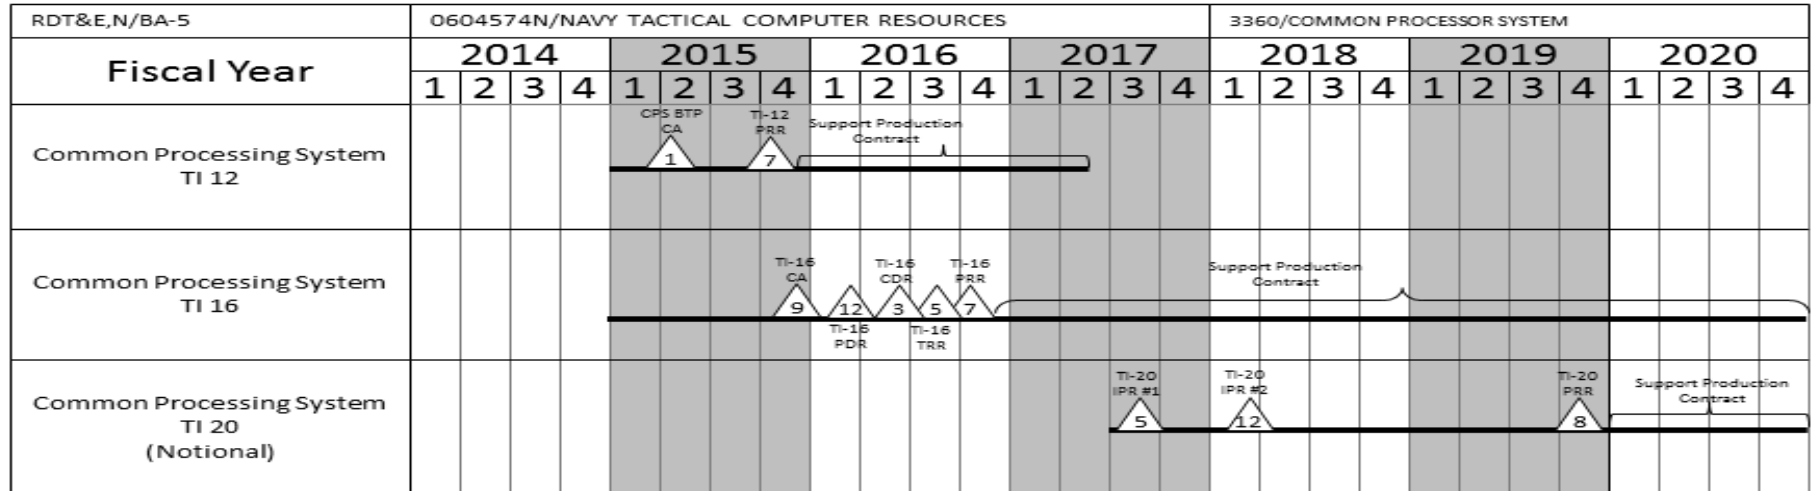 RDT&E,N/BA-5
0604574N/NAVY TACTICAL COMPUTER RESOURCES
3360/COMMON PROCESSOR SYSTEM
Fiscal Year
2014 2015 2016 2017 2018 2019 2020
1 2 3 4 1 2 3 4 1 2 3 4 1 2 3 4 1 2 3 4 1 2 3 4 1 2 3 4
Common Processing System
TI 12
CPS BTP
CA
1
TI-12
PRR
7
Support Production
Contract
Common Processing System
TI 16
TI-16
CA
9
12
TI-16
PDR
TI-16
CDR
3
5
TI-16
TRR
TI-16
PRR
7
Support Production
Contract
Common Processing System
TI 20
(Notional)
TI-20
IPR #1
5
TI-20
IPR #2
12
TI-20
PRR
8
Support Production
Contract